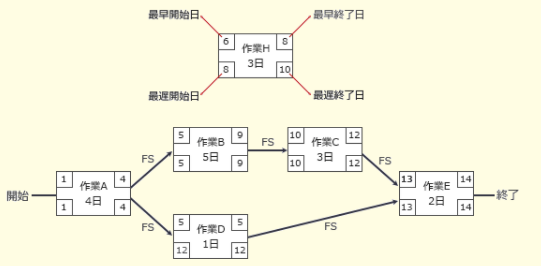 最早開始日 最早終了日
6 作業H 8
3日
8 10
最遅開始日 最遅終了日
5 作業B 9
5日
5 9
FS
10 作業C 12
3日
10 12
FS
FS
1 作業A 4
4日
1 4
開始
13 作業E 14
2日
13 14
終了
FS
5 作業D 5
1日
12 12
FS